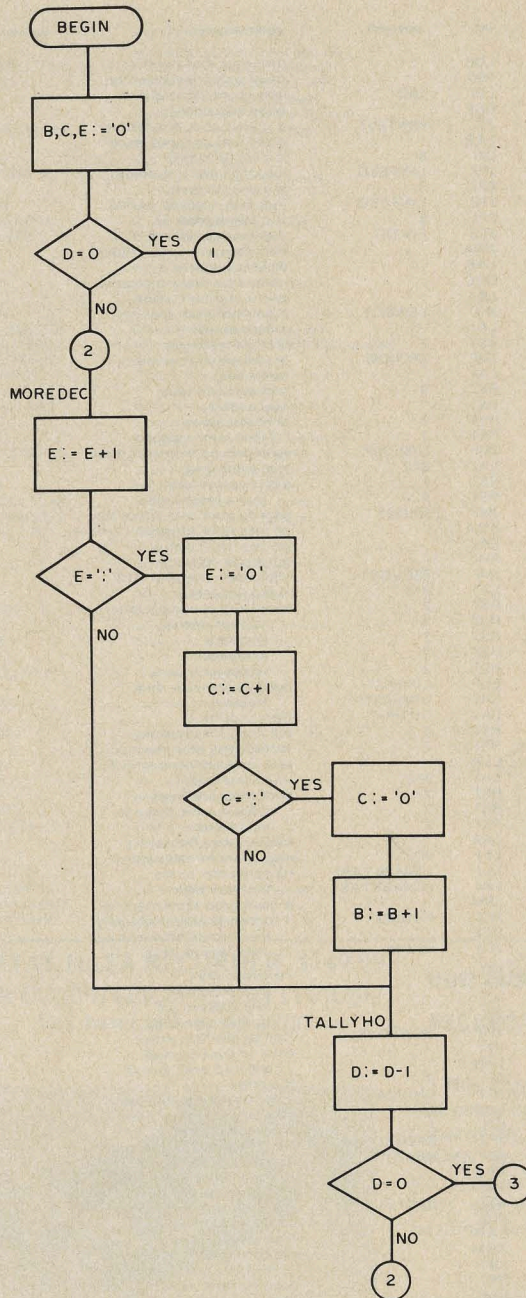 BEGIN
B,C,E:='0'
D=0
YES
1
NO
2
MOREDEC
E:=E+1
E=':'
YES
E:='0'
NO
C:=C+1
C=':'
YES
C:='0'
NO
B:=B+1
TALLYHO
D:=D-1
D=0
YES
3
NO
2